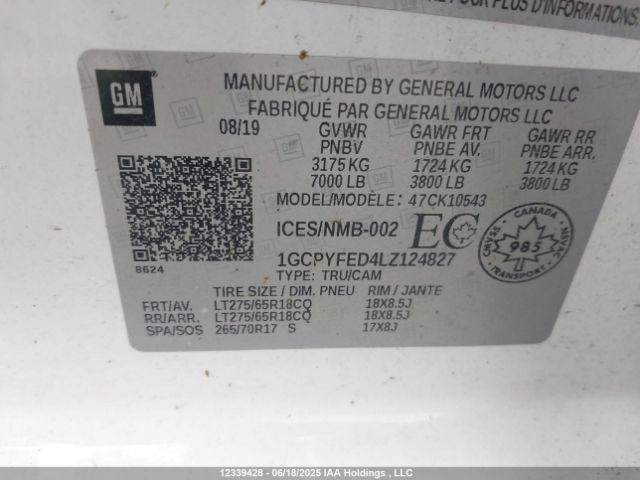 POUR PLUS D'INFORMATIONS.
GM
MANUFACTURED BY GENERAL MOTORS LLC
FABRIQUÉ PAR GENERAL MOTORS LLC
08/19 GVWR GAWR FRT GAWR RR
PNBV PNBE AV. PNBE ARR.
3175 KG 1724 KG 1724 KG
7000 LB 3800 LB 3800 LB
MODEL/MODÈLE: 47CK10543
ICES/NMB-002 EC
CANADA
985
NVAC
NSVAC
8624
1GCPYFED4LZ124827
TYPE: TRU/CAM
TIRE SIZE / DIM. PNEU RIM / JANTE
FRT/AV. LT275/65R18CQ 18X8.5J
RR/ARR. LT275/65R18CQ 18X8.5J
SPA/SOS 265/70R17 S 17X8J
12339428 - 06/18/2025 IAA Holdings , LLC